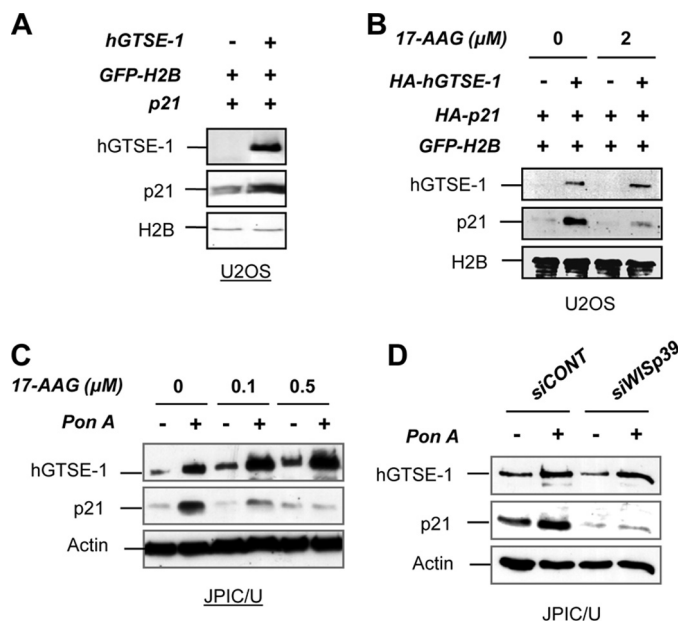 A
hGTSE-1 - +
GFP-H2B + +
p21 + +
hGTSE-1
p21
H2B
U2OS
B
17-AAG (μM) 0 2
HA-hGTSE-1 - + - +
HA-p21 + + + +
GFP-H2B + + + +
hGTSE-1
p21
H2B
U2OS
C
17-AAG (μM) 0 0.1 0.5
Pon A - + - + - +
hGTSE-1
p21
Actin
JPIC/U
D
siCONT siWISp39
Pon A - + - +
hGTSE-1
p21
Actin
JPIC/U